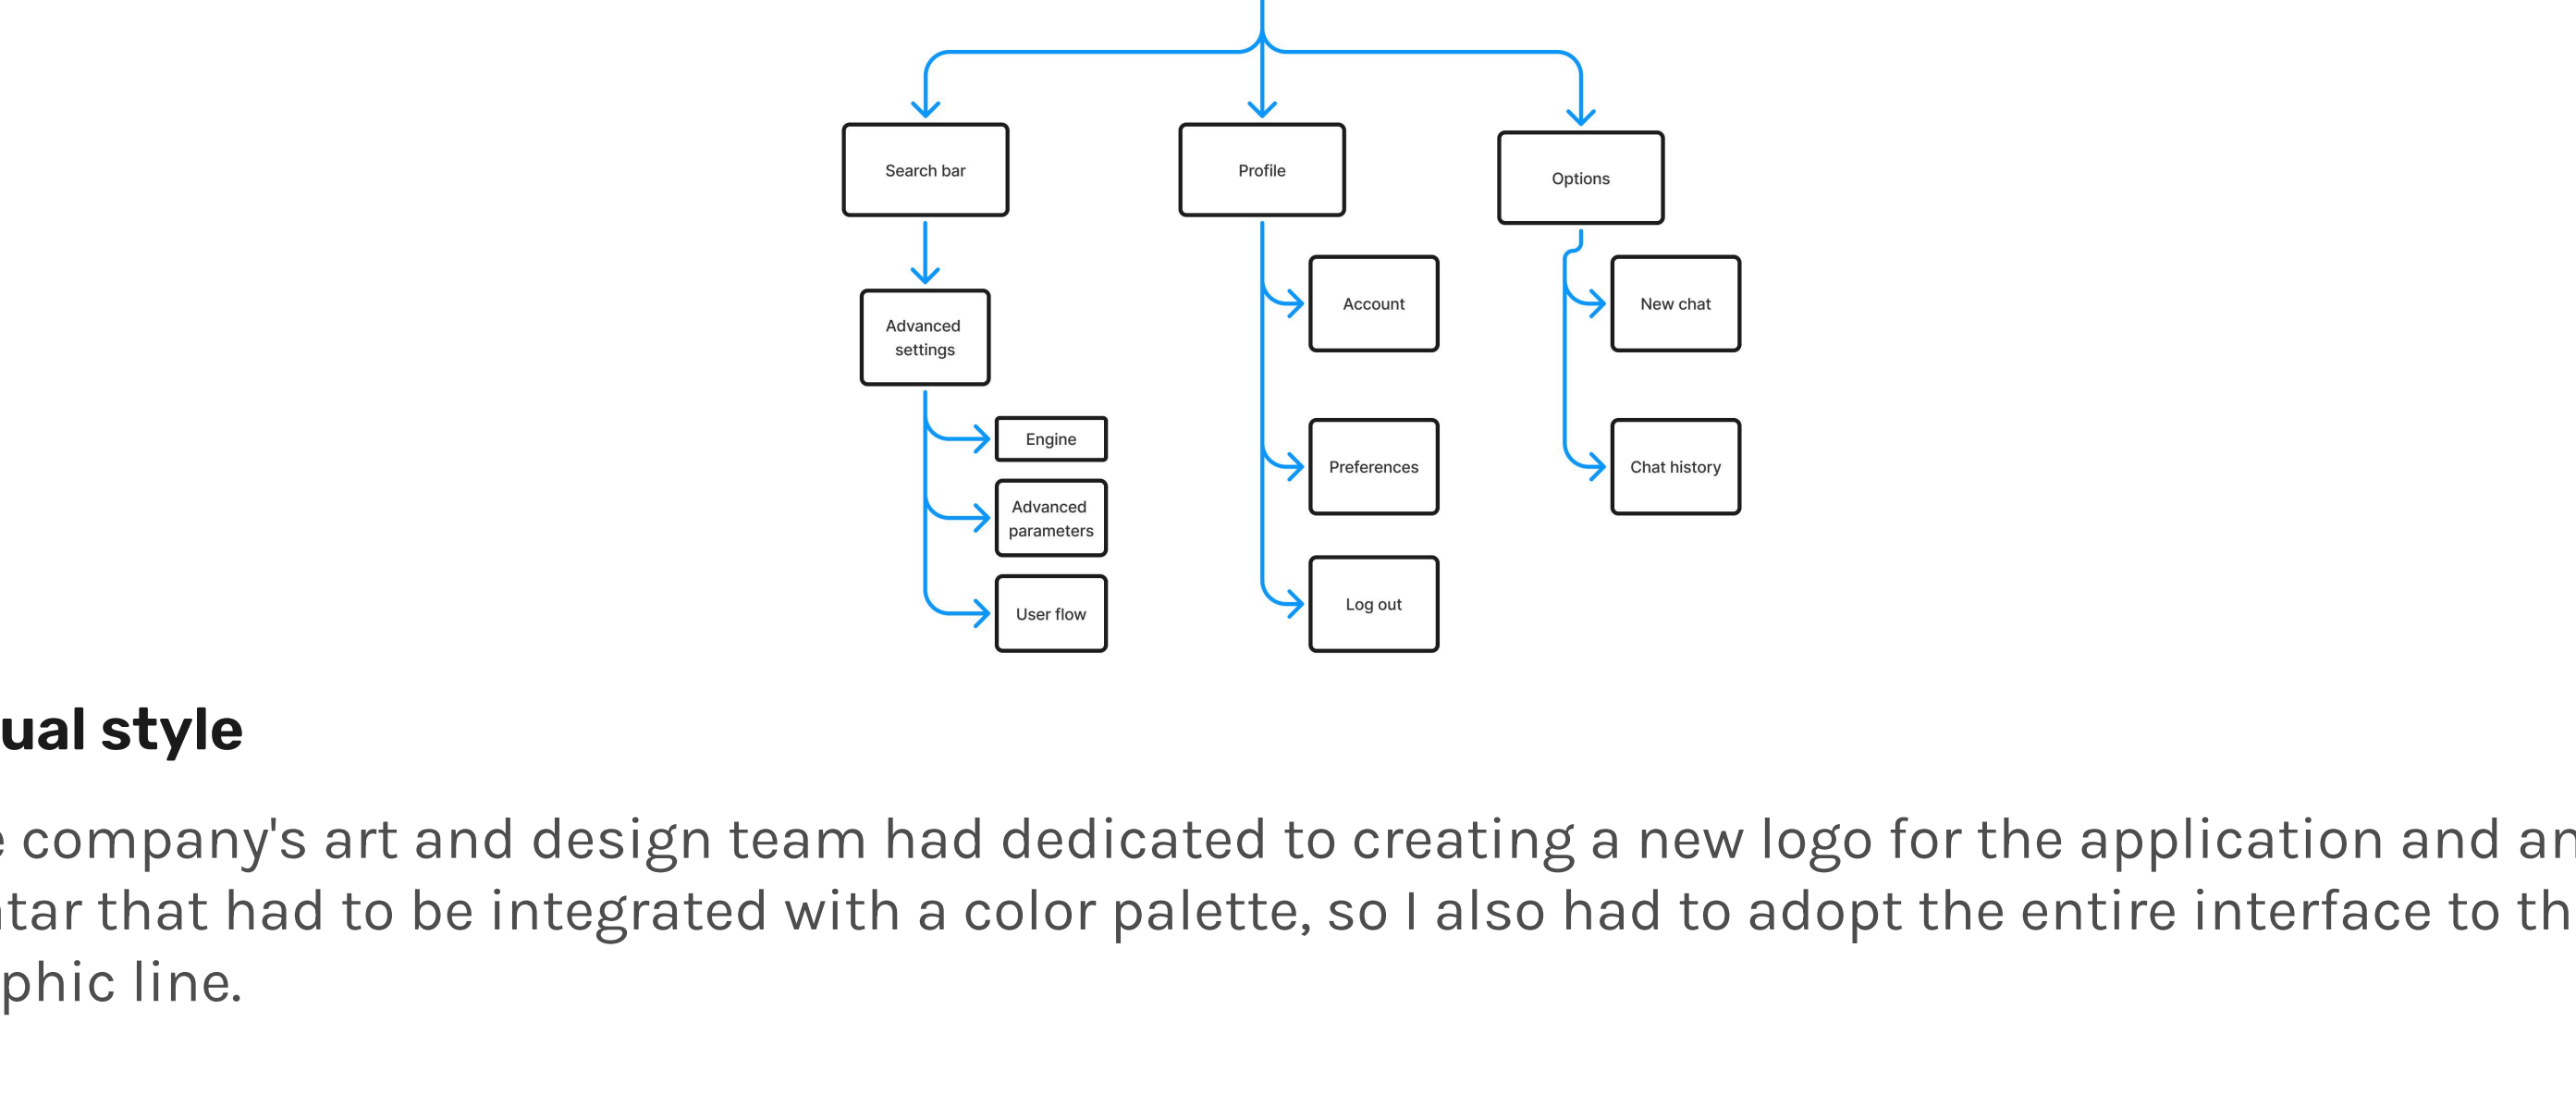 Search bar
Profile
Options
Advanced
settings
Account
New chat
Engine
Advanced
parameters
Preferences
Chat history
User flow
Log out
ual style
company's art and design team had dedicated to creating a new logo for the application and an
tar that had to be integrated with a color palette, so I also had to adopt the entire interface to th
phic line.